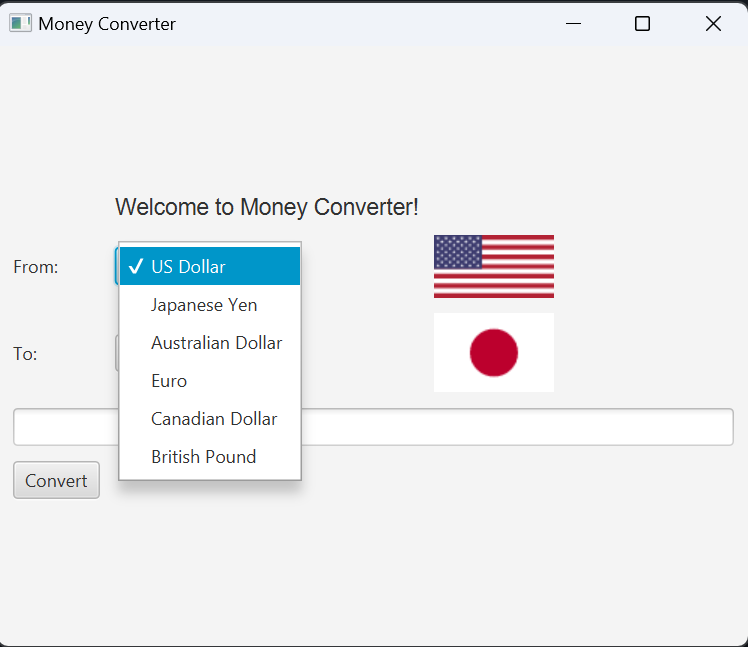 Money Converter
Welcome to Money Converter!
From:
US Dollar
Japanese Yen
Australian Dollar
To:
Euro
Canadian Dollar
British Pound
Convert